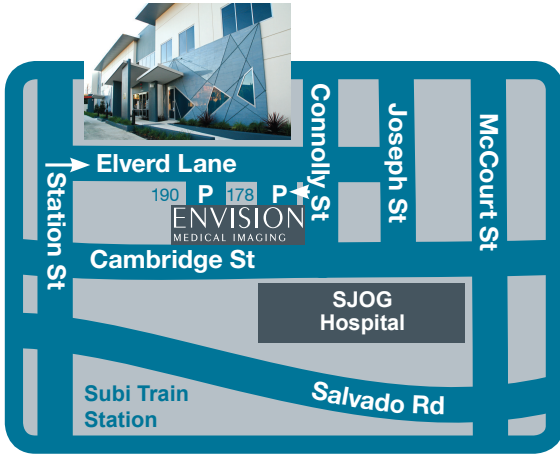 Elverd Lane
Station St
Connolly St
Joseph St
McCourt St
190 P 178 P
ENVISION
MEDICAL IMAGING
Cambridge St
SJOG
Hospital
Salvado Rd
Subi Train
Station